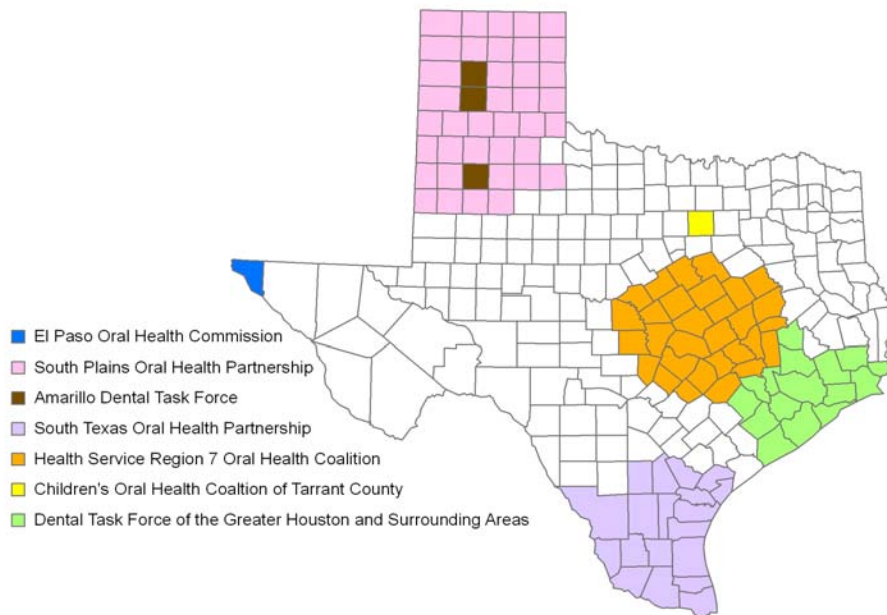 El Paso Oral Health Commission
South Plains Oral Health Partnership
Amarillo Dental Task Force
South Texas Oral Health Partnership
Health Service Region 7 Oral Health Coalition
Children's Oral Health Coaltion of Tarrant County
Dental Task Force of the Greater Houston and Surrounding Areas